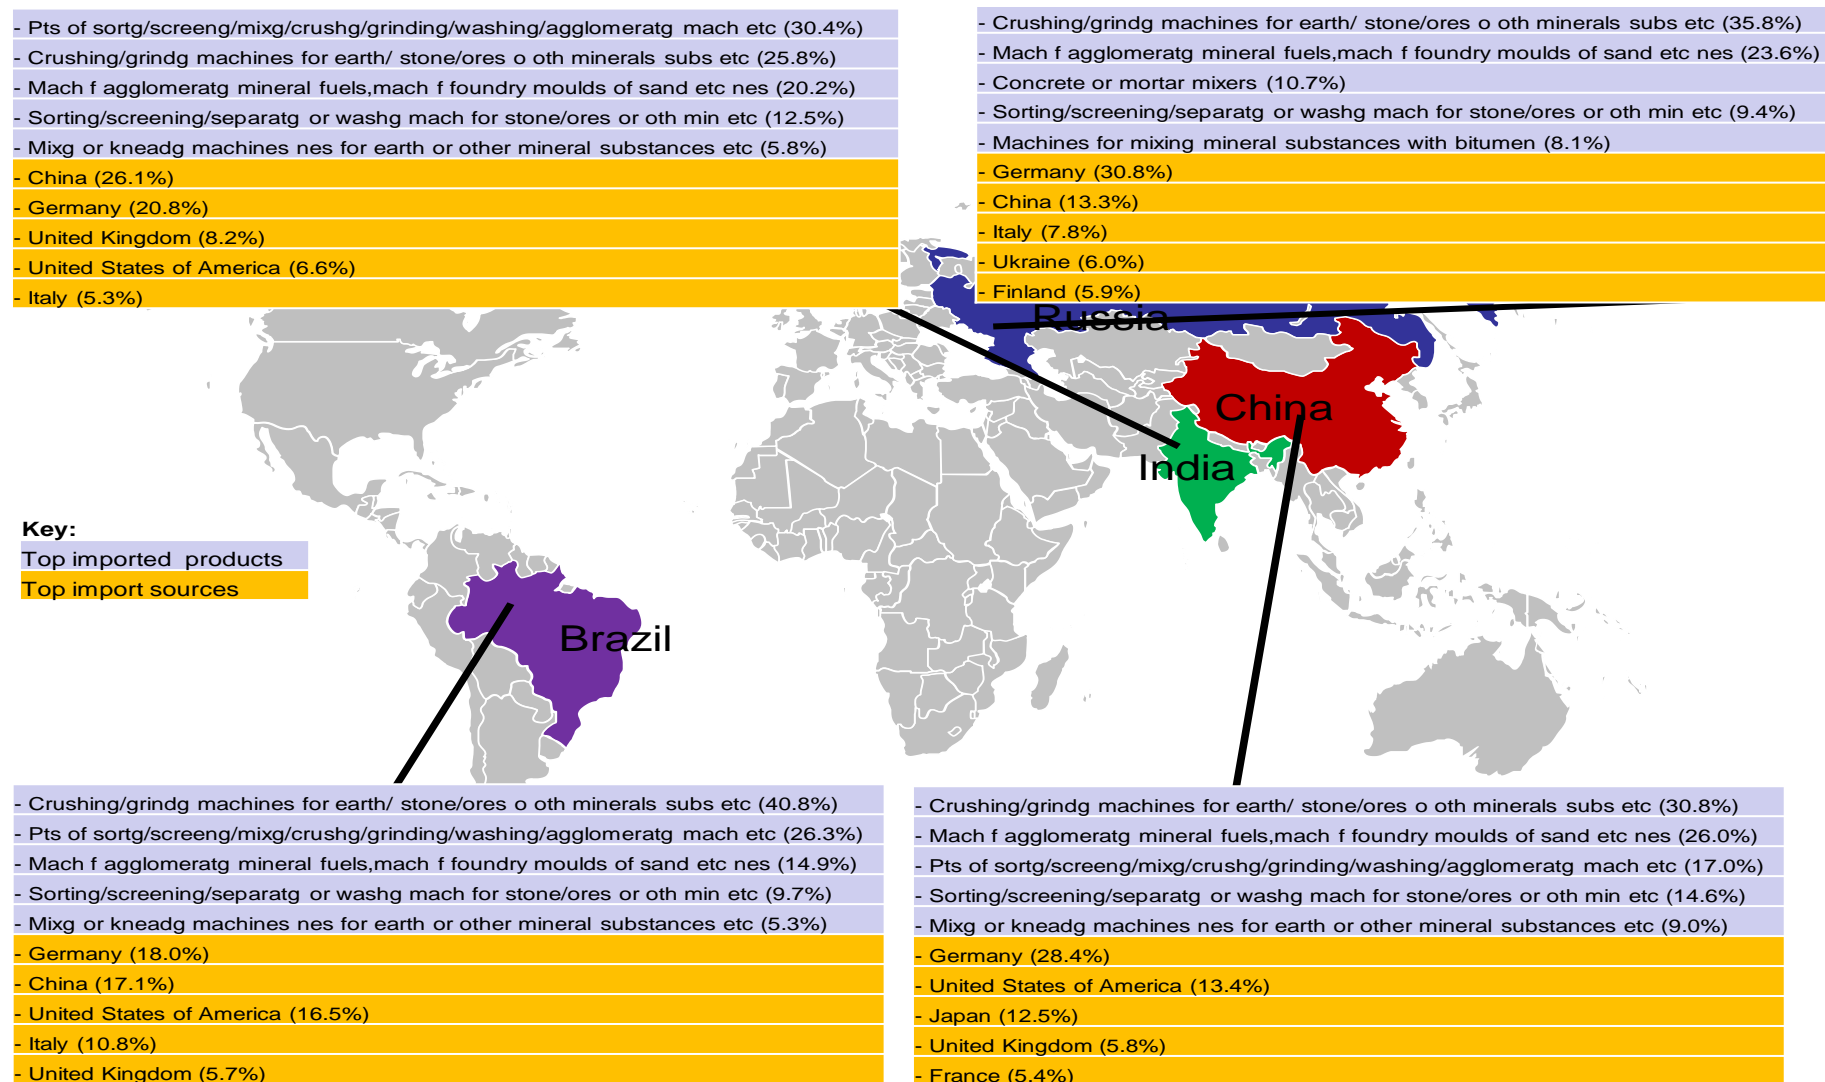 - Pts of sortg/screeng/mixg/crushg/grinding/washing/agglomeratg mach etc (30.4%)
- Crushing/grindg machines for earth/ stone/ores o oth minerals subs etc (25.8%)
- Mach f agglomeratg mineral fuels,mach f foundry moulds of sand etc nes (20.2%)
- Sorting/screening/separatg or washg mach for stone/ores or oth min etc (12.5%)
- Mixg or kneadg machines nes for earth or other mineral substances etc (5.8%)
- China (26.1%)
- Germany (20.8%)
- United Kingdom (8.2%)
- United States of America (6.6%)
- Italy (5.3%)
- Crushing/grindg machines for earth/ stone/ores o oth minerals subs etc (35.8%)
- Mach f agglomeratg mineral fuels,mach f foundry moulds of sand etc nes (23.6%)
- Concrete or mortar mixers (10.7%)
- Sorting/screening/separatg or washg mach for stone/ores or oth min etc (9.4%)
- Machines for mixing mineral substances with bitumen (8.1%)
- Germany (30.8%)
- China (13.3%)
- Italy (7.8%)
- Ukraine (6.0%)
- Finland (5.9%)
Russia
China
India
Key:
Top imported products
Top import sources
Brazil
- Crushing/grindg machines for earth/ stone/ores o oth minerals subs etc (40.8%)
- Pts of sortg/screeng/mixg/crushg/grinding/washing/agglomeratg mach etc (26.3%)
- Mach f agglomeratg mineral fuels,mach f foundry moulds of sand etc nes (14.9%)
- Sorting/screening/separatg or washg mach for stone/ores or oth min etc (9.7%)
- Mixg or kneadg machines nes for earth or other mineral substances etc (5.3%)
- Germany (18.0%)
- China (17.1%)
- United States of America (16.5%)
- Italy (10.8%)
- United Kingdom (5.7%)
- Crushing/grindg machines for earth/ stone/ores o oth minerals subs etc (30.8%)
- Mach f agglomeratg mineral fuels,mach f foundry moulds of sand etc nes (26.0%)
- Pts of sortg/screeng/mixg/crushg/grinding/washing/agglomeratg mach etc (17.0%)
- Sorting/screening/separatg or washg mach for stone/ores or oth min etc (14.6%)
- Mixg or kneadg machines nes for earth or other mineral substances etc (9.0%)
- Germany (28.4%)
- United States of America (13.4%)
- Japan (12.5%)
- United Kingdom (5.8%)
- France (5.4%)